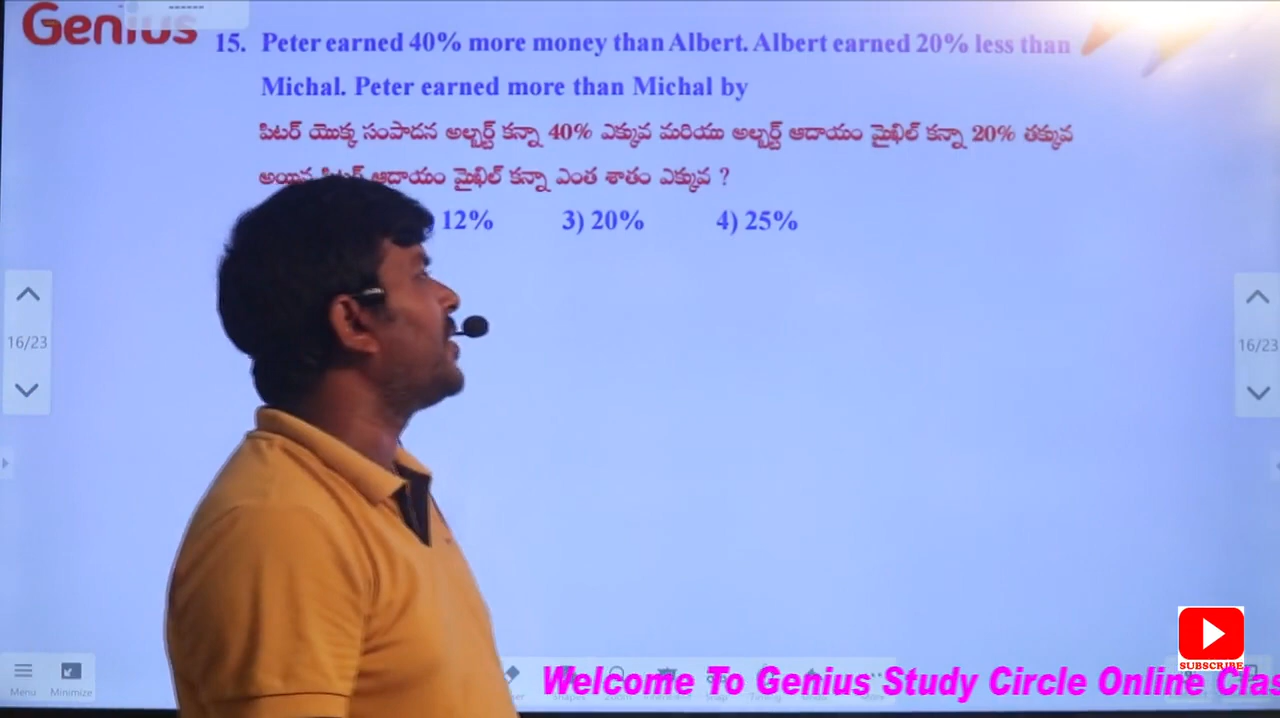 Genius
15. Peter earned 40% more money than Albert. Albert earned 20% less than
Michal. Peter earned more than Michal by
పిటర్ యొక్క సంపాదన అల్బర్ట్ కన్నా 40% ఎక్కువ మరియు అల్బర్ట్ ఆదాయం మైఖిల్ కన్నా 20% తక్కువ
అయిన పిటర్ ఆదాయం మైఖిల్ కన్నా ఎంత శాతం ఎక్కువ ?
12% 3) 20% 4) 25%
16/23
16/23
SUBSCRIBE
Menu Minimize
Welcome To Genius Study Circle Online Clas